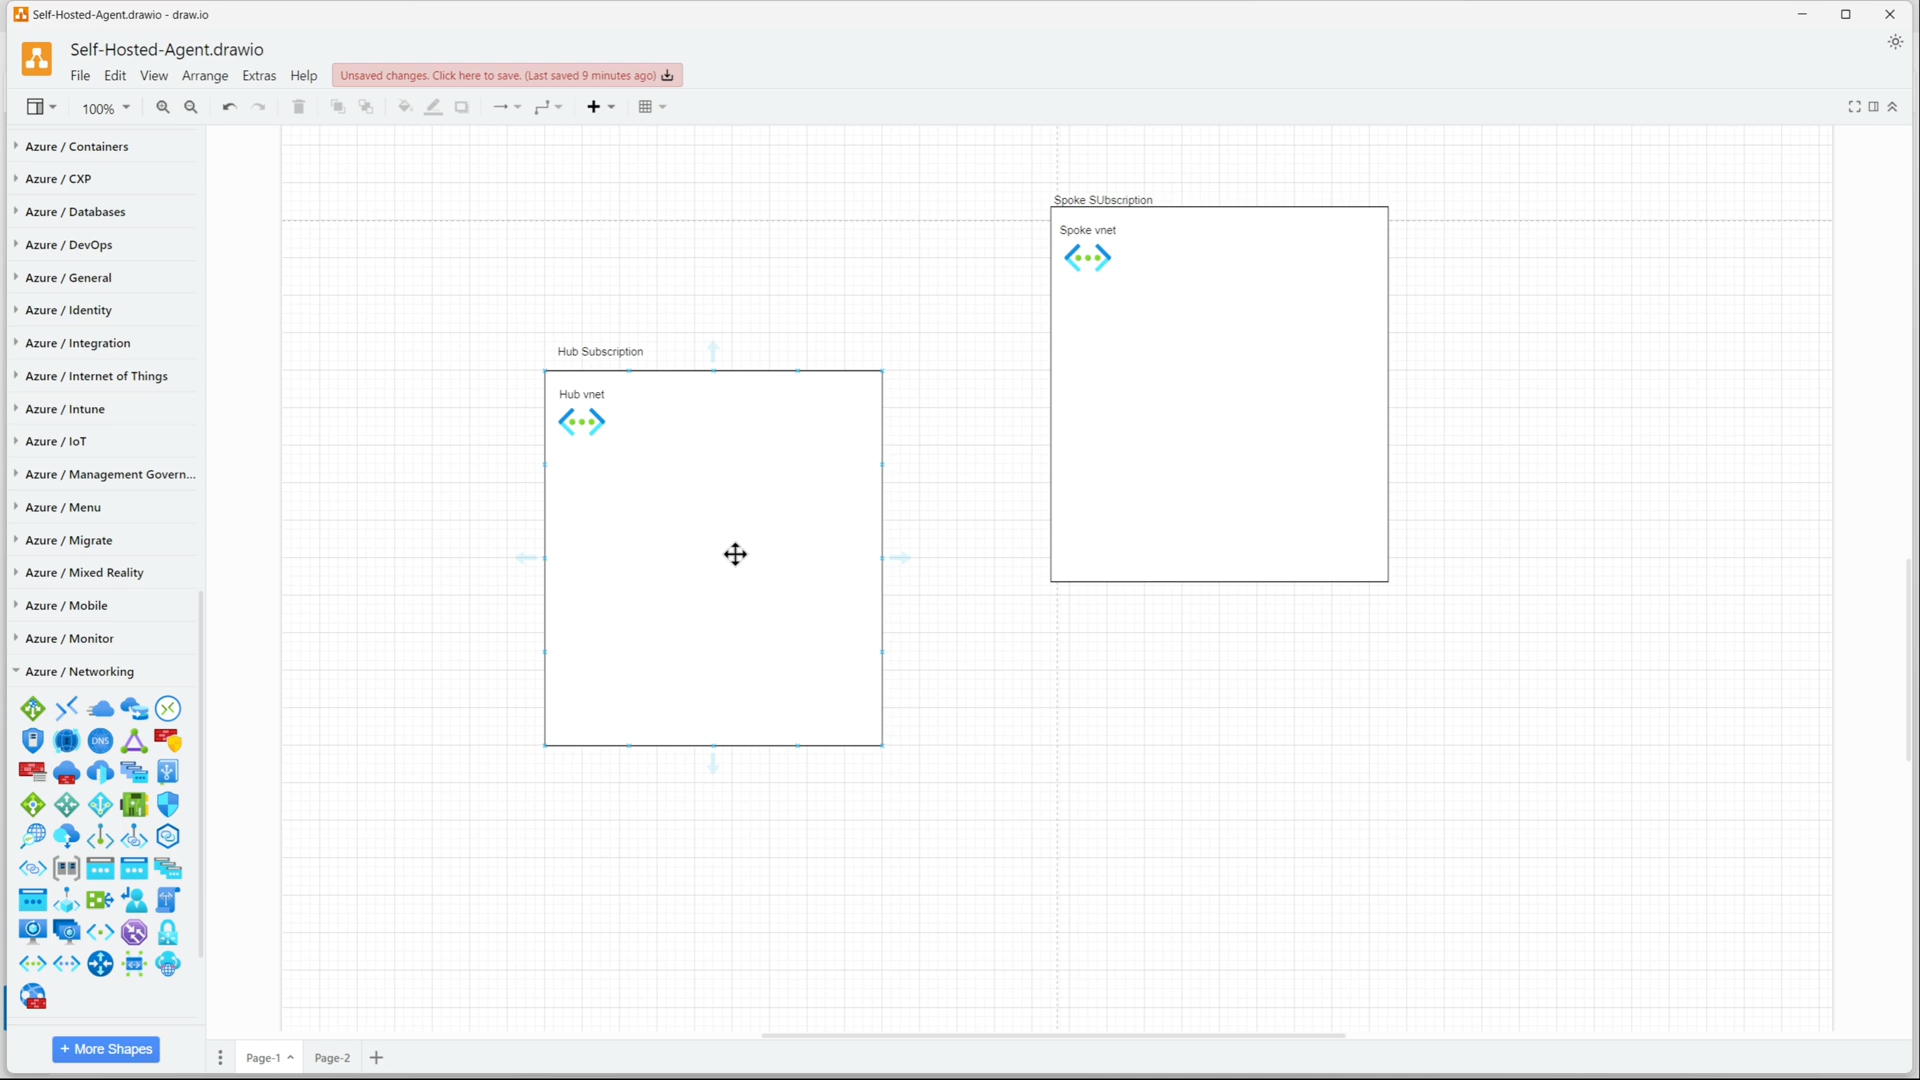 Self-Hosted-Agent.drawio - draw.io
Self-Hosted-Agent.drawio
File Edit View Arrange Extras Help Unsaved changes. Click here to save. (Last saved 9 minutes ago)
100%
Azure / Containers
Azure / CXP
Azure / Databases
Azure / DevOps
Azure / General
Azure / Identity
Azure / Integration
Azure / Internet of Things
Azure / Intune
Azure / IoT
Azure / Management Govern...
Azure / Menu
Azure / Migrate
Azure / Mixed Reality
Azure / Mobile
Azure / Monitor
Azure / Networking
DNS
+ More Shapes
Spoke SUbscription
Spoke vnet
Hub Subscription
Hub vnet
Page-1 Page-2